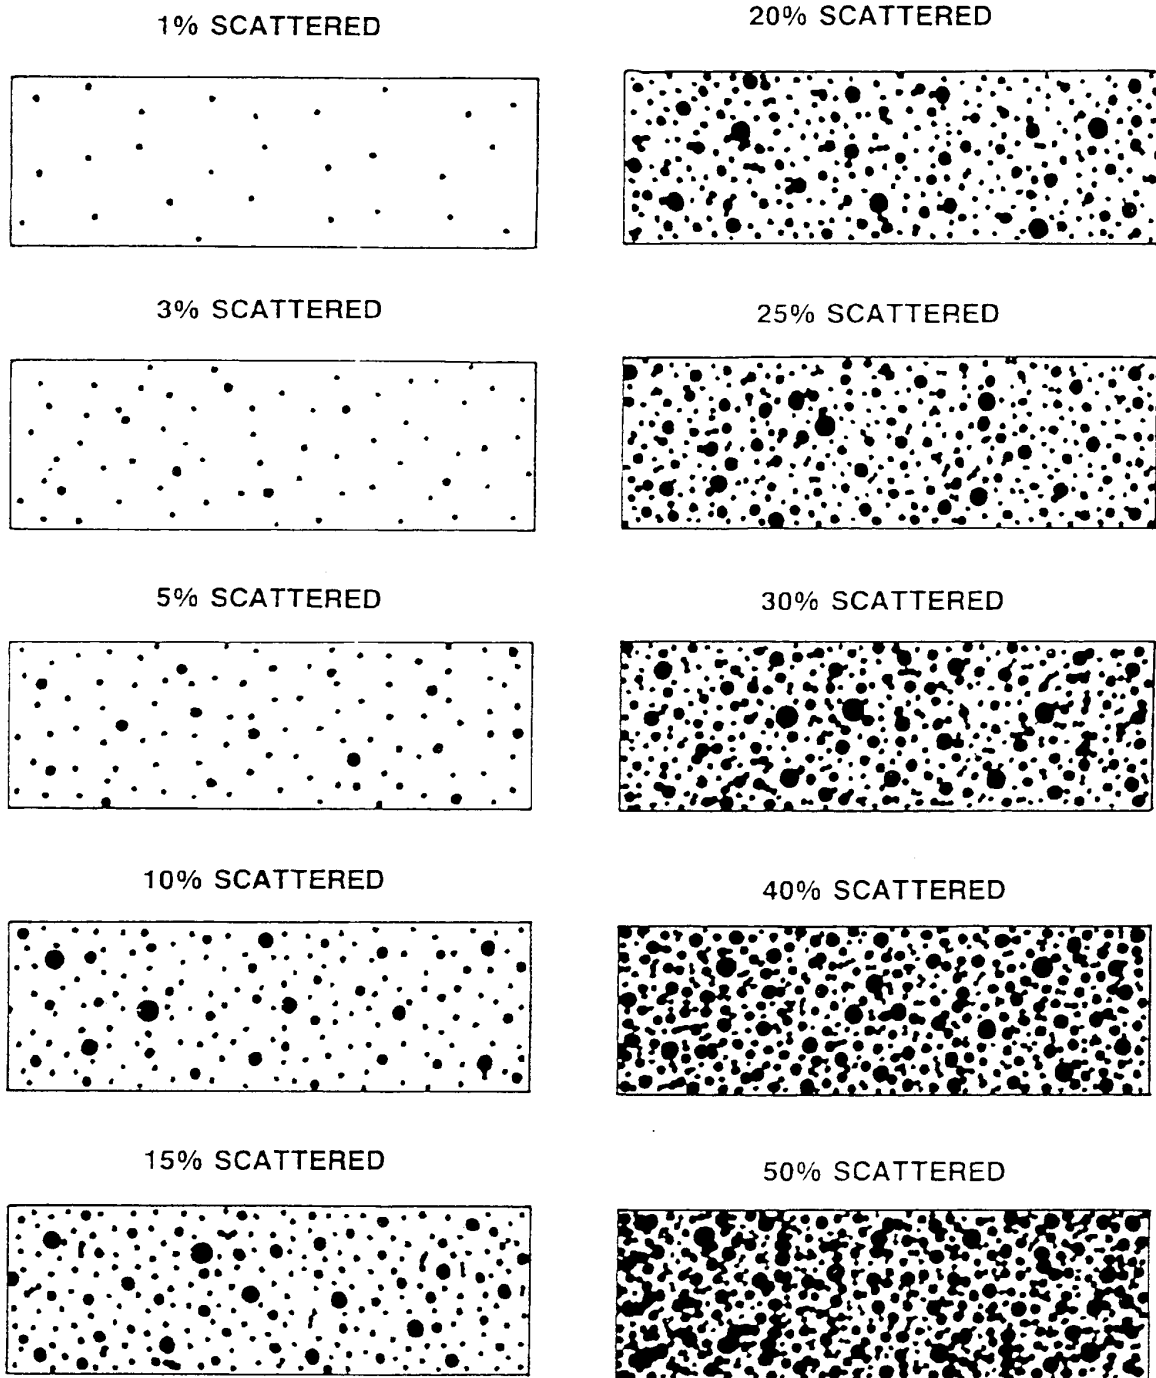 1% SCATTERED
3% SCATTERED
5% SCATTERED
10% SCATTERED
15% SCATTERED
20% SCATTERED
25% SCATTERED
30% SCATTERED
40% SCATTERED
50% SCATTERED